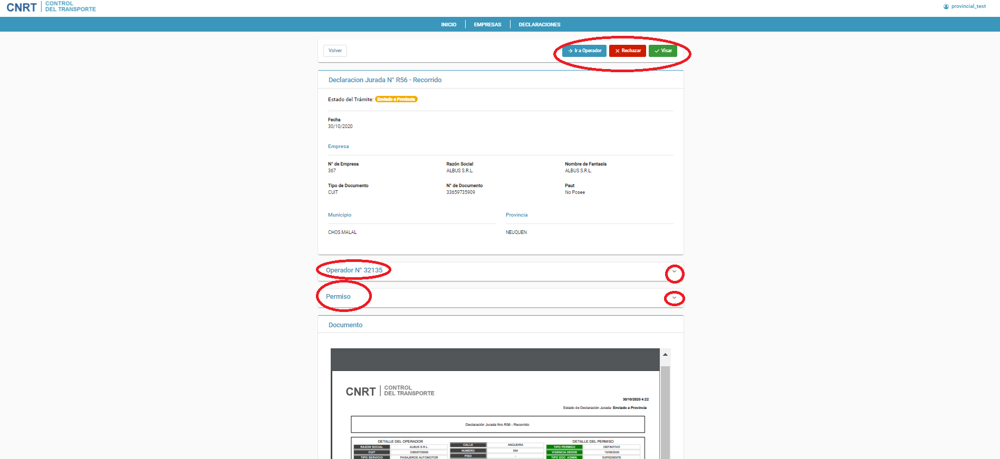 CNRT CONTROL DEL TRANSPORTE
provincial_test
INICIO EMPRESAS DECLARACIONES
Volver Ir a Operador Rechazar Visar
Declaracion Jurada N° R56 - Recorrido
Estado del Trámite: Enviado a Provincia
Fecha
30/10/2020
Empresa
N° de Empresa Razón Social Nombre de Fantasía
367 ALBUS S.R.L. ALBUS S.R.L.
Tipo de Documento N° de Documento Paut
CUIT 33659735909 No Posee
Municipio Provincia
CHOS MALAL NEUQUEN
Operador N° 32135
Permiso
Documento
CNRT CONTROL DEL TRANSPORTE
30/10/2020 4:22
Estado de Declaración Jurada: Enviado a Provincia
Declaración Jurada Nro R56 - Recorrido
DETALLE DEL OPERADOR DETALLE DEL PERMISO
RAZON SOCIAL ALBUS S.R.L. CALLE ANGUEIRA TIPO PERMISO DEFINITIVO
CUIT 33659735909 NUMERO 554 VIGENCIA DESDE 15/09/2020
TIPO SERVICIO PASAJEROS AUTOMOTOR PISO - TIPO DOC. ADMIN. EXPEDIENTE